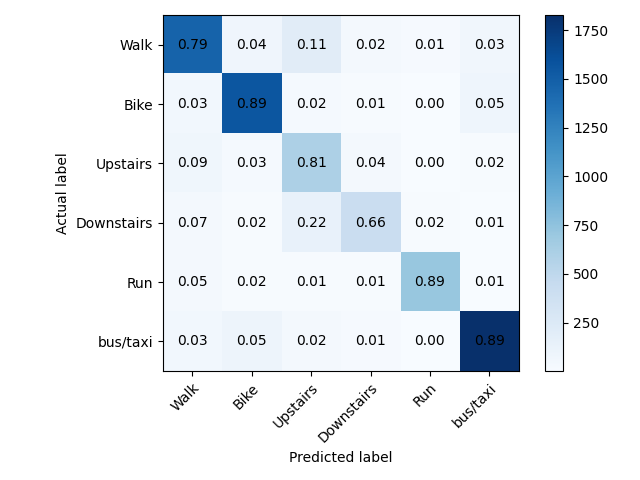 Walk 0.79 0.04 0.11 0.02 0.01 0.03
Bike 0.03 0.89 0.02 0.01 0.00 0.05
Upstairs 0.09 0.03 0.81 0.04 0.00 0.02
Downstairs 0.07 0.02 0.22 0.66 0.02 0.01
Run 0.05 0.02 0.01 0.01 0.89 0.01
bus/taxi 0.03 0.05 0.02 0.01 0.00 0.89
Walk Bike Upstairs Downstairs Run bus/taxi
Predicted label
Actual label
1750
1500
1250
1000
750
500
250